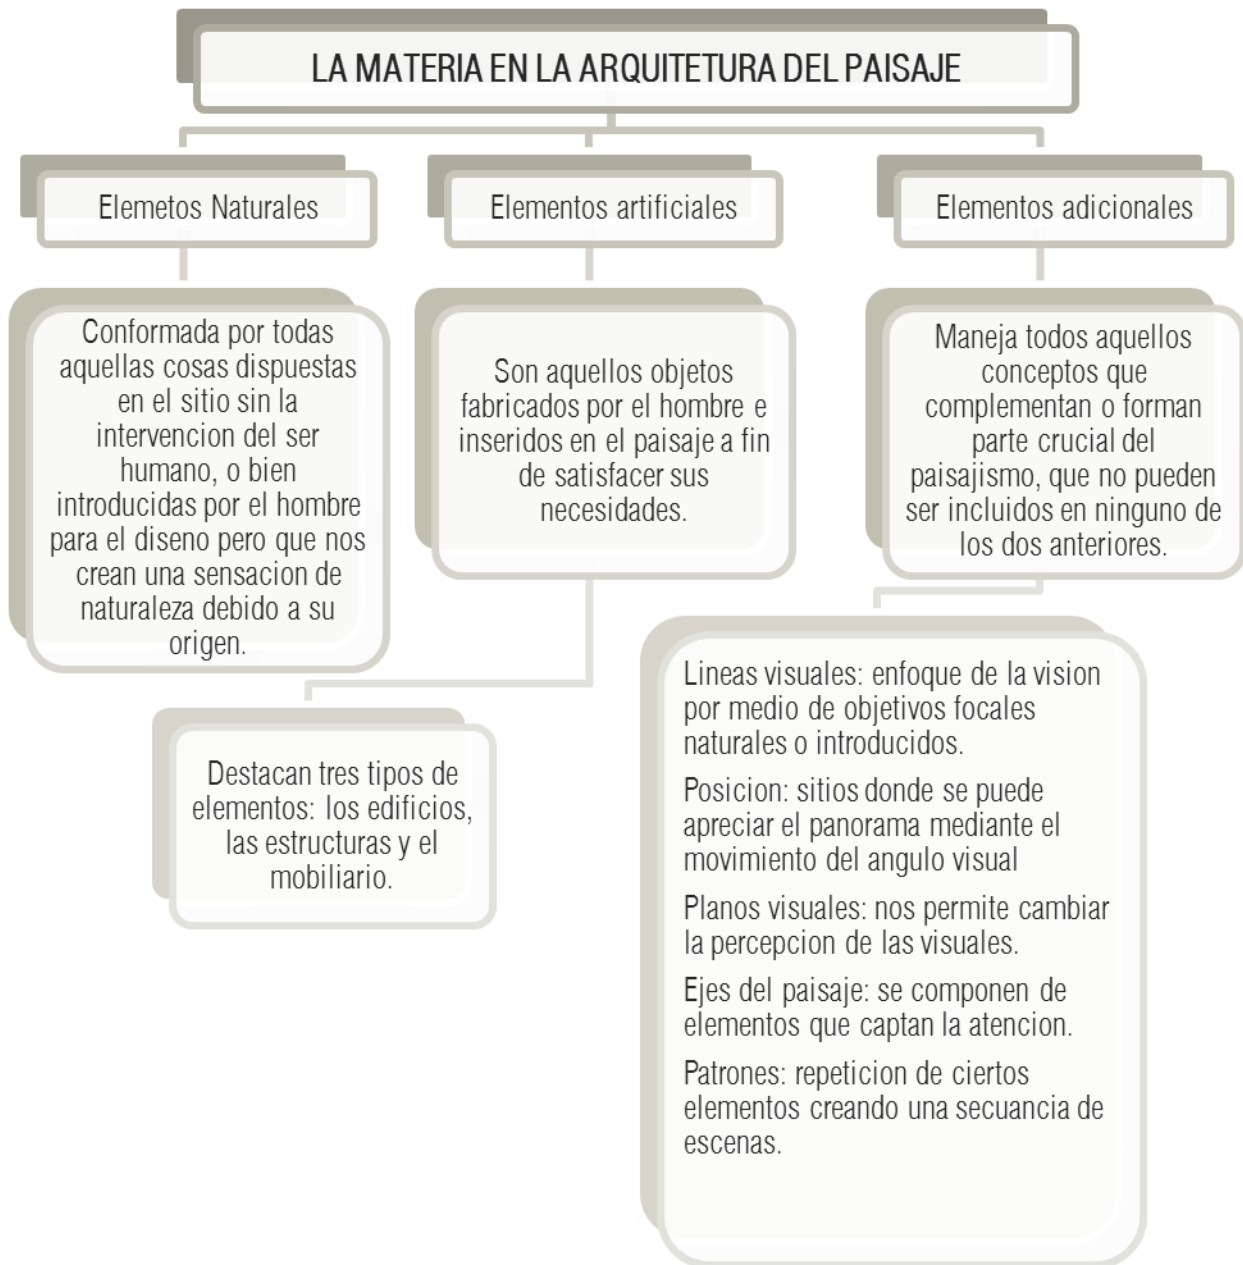 LA MATERIA EN LA ARQUITETURA DEL PAISAJE
Elemetos Naturales
Conformada por todas
aquellas cosas dispuestas
en el sitio sin la
intervencion del ser
humano, o bien
introducidas por el hombre
para el diseno pero que nos
crean una sensacion de
naturaleza debido a su
origen.
Elementos artificiales
Son aquellos objetos
fabricados por el hombre e
inseridos en el paisaje a fin
de satisfacer sus
necesidades.
Destacan tres tipos de
elementos: los edificios,
las estructuras y el
mobiliario.
Elementos adicionales
Maneja todos aquellos
conceptos que
complementan o forman
parte crucial del
paisajismo, que no pueden
ser incluidos en ninguno de
los dos anteriores.
Lineas visuales: enfoque de la vision
por medio de objetivos focales
naturales o introducidos.
Posicion: sitios donde se puede
apreciar el panorama mediante el
movimiento del angulo visual
Planos visuales: nos permite cambiar
la percepcion de las visuales.
Ejes del paisaje: se componen de
elementos que captan la atencion.
Patrones: repeticion de ciertos
elementos creando una secuancia de
escenas.